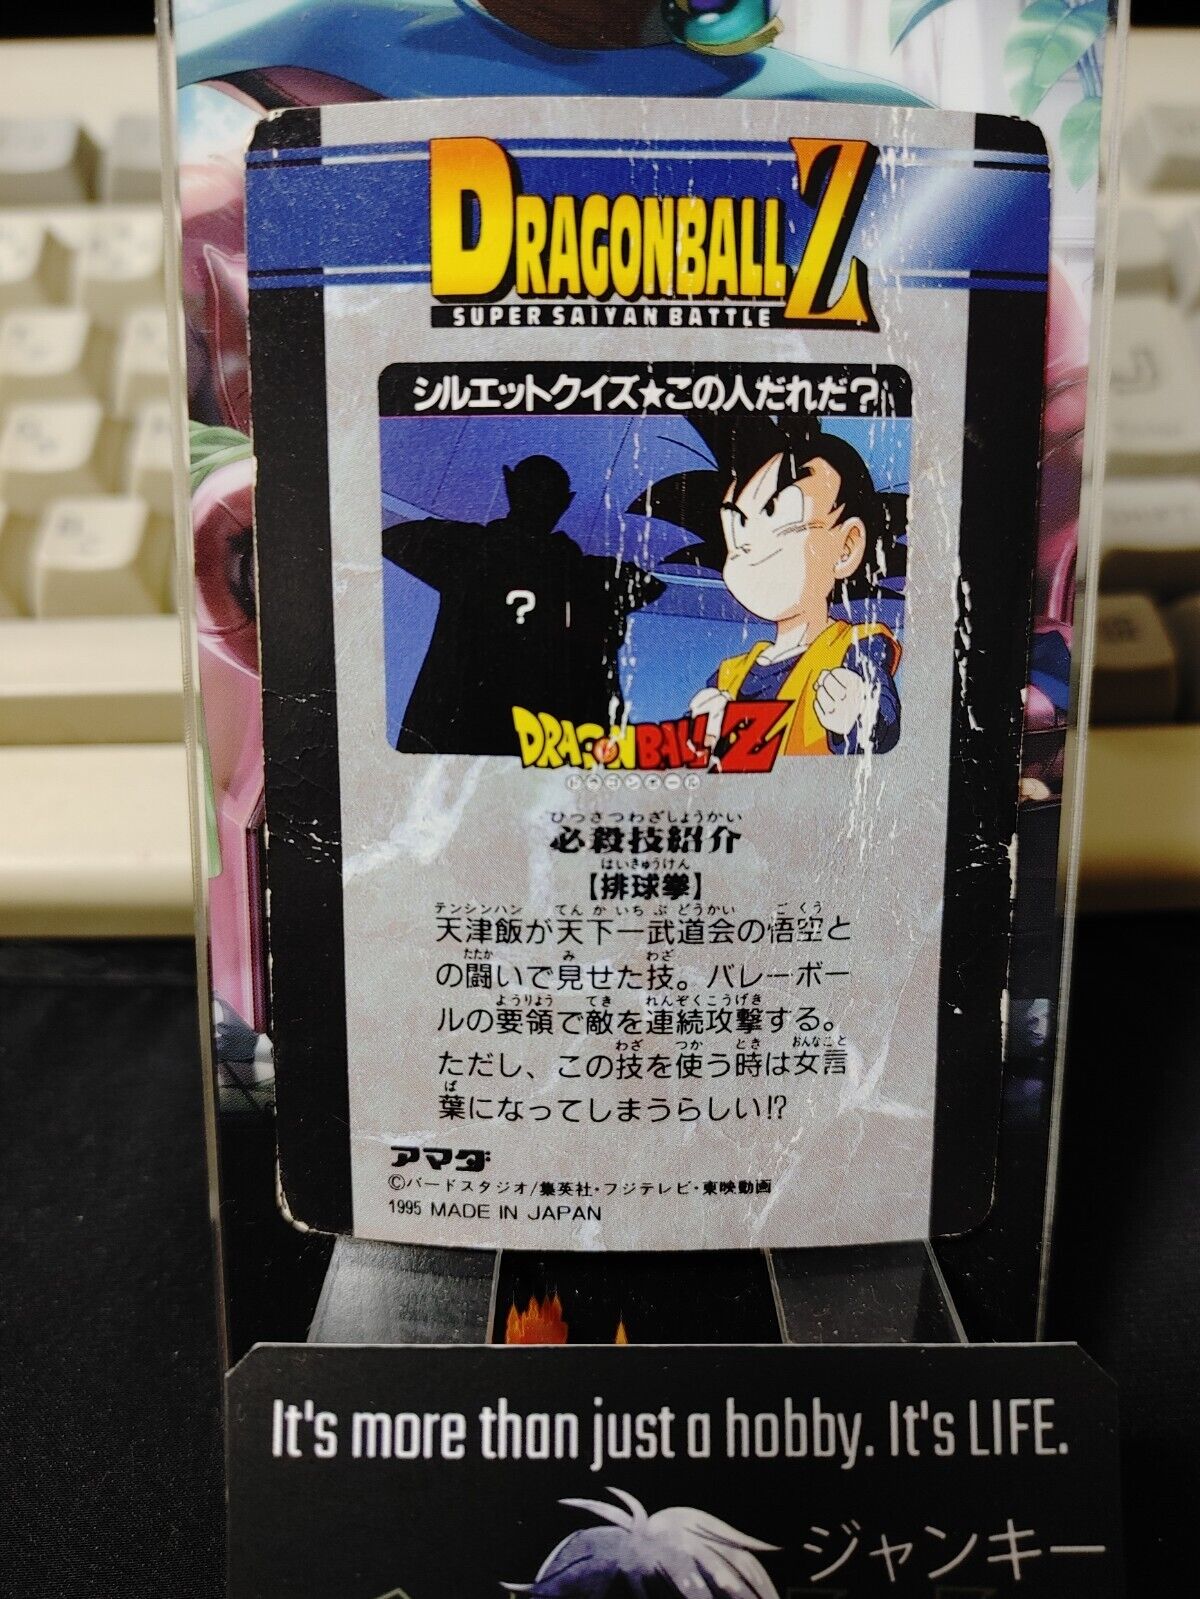 DRAGONBALL Z
SUPER SAIYAN BATTLE
シルエットクイズ★この人だれだ?
?
DRAGON BALL Z
ドラゴンボール
ひっさつわざしょうかい
必殺技紹介
はいきゅうけん
【排球拳】
テンシンハン てんかいちぶどうかい ごくう
天津飯が天下一武道会の悟空と
たたか み わざ
の闘いで見せた技。バレーボー
ようりょう てき れんぞくこうげき
ルの要領で敵を連続攻撃する。
わざ つか とき おんなこと
ただし、この技を使う時は女言
ば
葉になってしまうらしい!?
アマダ
©バードスタジオ/集英社・フジテレビ・東映動画
1995 MADE IN JAPAN
It's more than just a hobby. It's LIFE.
ジャンキー